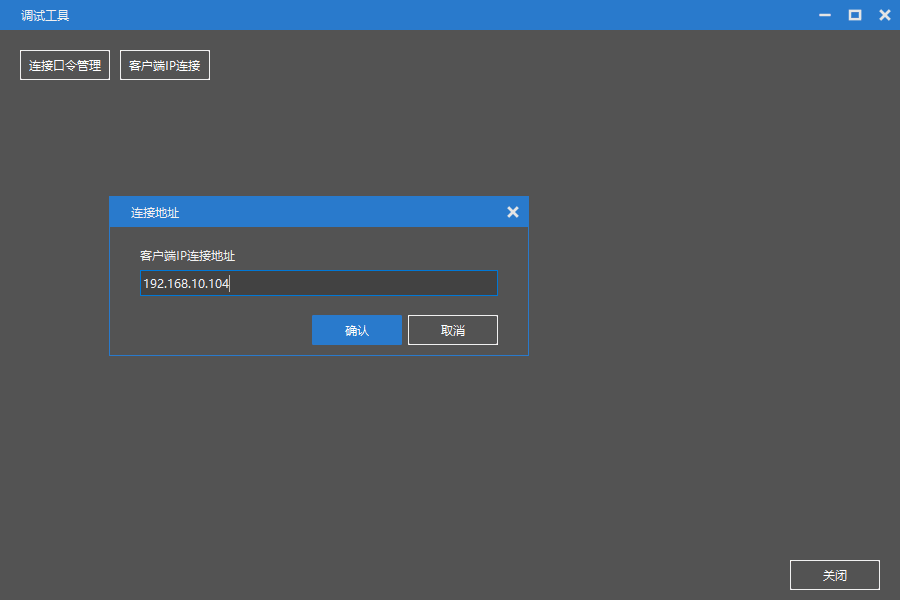 调试工具
连接口令管理 客户端IP连接
连接地址
客户端IP连接地址
192.168.10.104
确认 取消
关闭